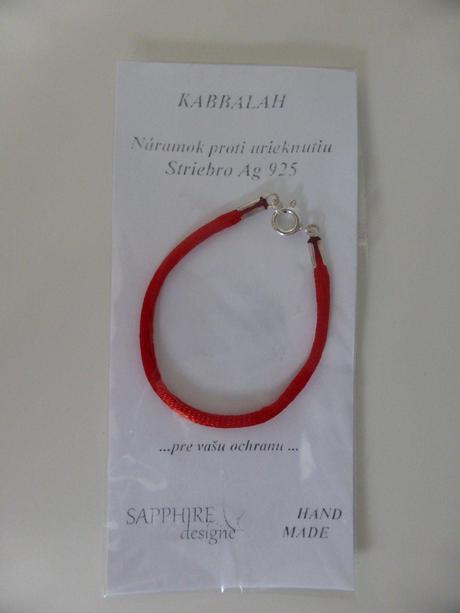 KABBALAH
Náramok proti urieknutiu
Striebro Ag 925
...pre vašu ochranu ...
SAPPHIRE
designe
HAND
MADE